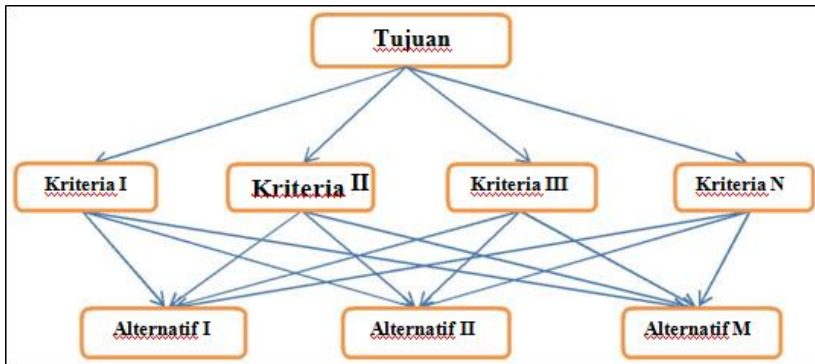 Tujuan
Kriteria I
Kriteria II
Kriteria III
Kriteria N
Alternatif I
Alternatif II
Alternatif M